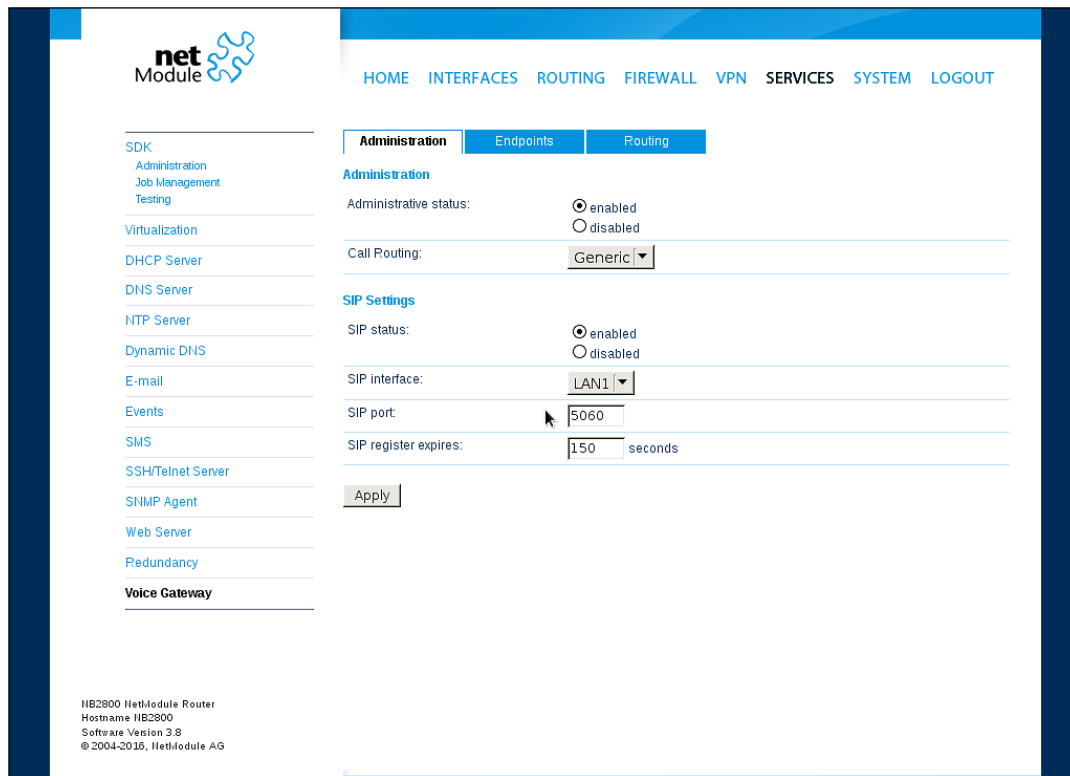 net
Module
HOME INTERFACES ROUTING FIREWALL VPN SERVICES SYSTEM LOGOUT
SDK
Administration
Job Management
Testing
Virtualization
DHCP Server
DNS Server
NTP Server
Dynamic DNS
E-mail
Events
SMS
SSH/Telnet Server
SNMP Agent
Web Server
Redundancy
Voice Gateway
Administration Endpoints Routing
Administration
Administrative status:
enabled
disabled
Call Routing:
Generic
SIP Settings
SIP status:
enabled
disabled
SIP interface:
LAN1
SIP port:
5060
SIP register expires:
150 seconds
Apply
NB2800 NetModule Router
Hostname NB2800
Software Version 3.8
© 2004-2016, NetModule AG